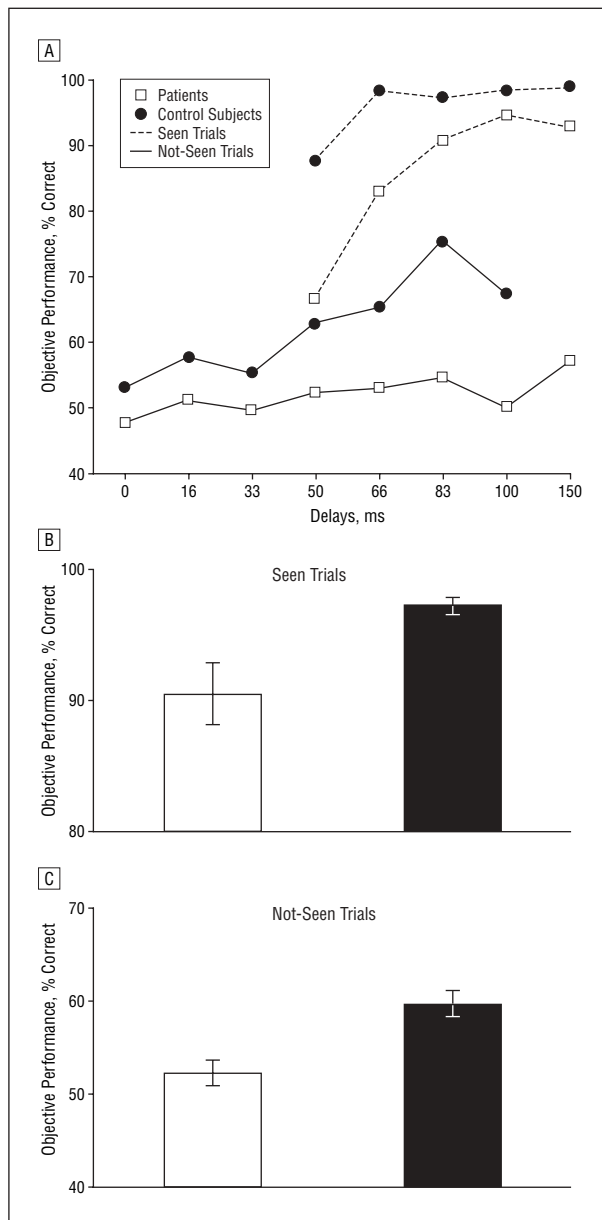 A
100
90
80
70
60
50
40
Objective Performance, % Correct
Patients
Control Subjects
Seen Trials
Not-Seen Trials
0 16 33 50 66 83 100 150
Delays, ms
B
Seen Trials
100
90
80
Objective Performance, % Correct
C
Not-Seen Trials
70
60
50
40
Objective Performance, % Correct